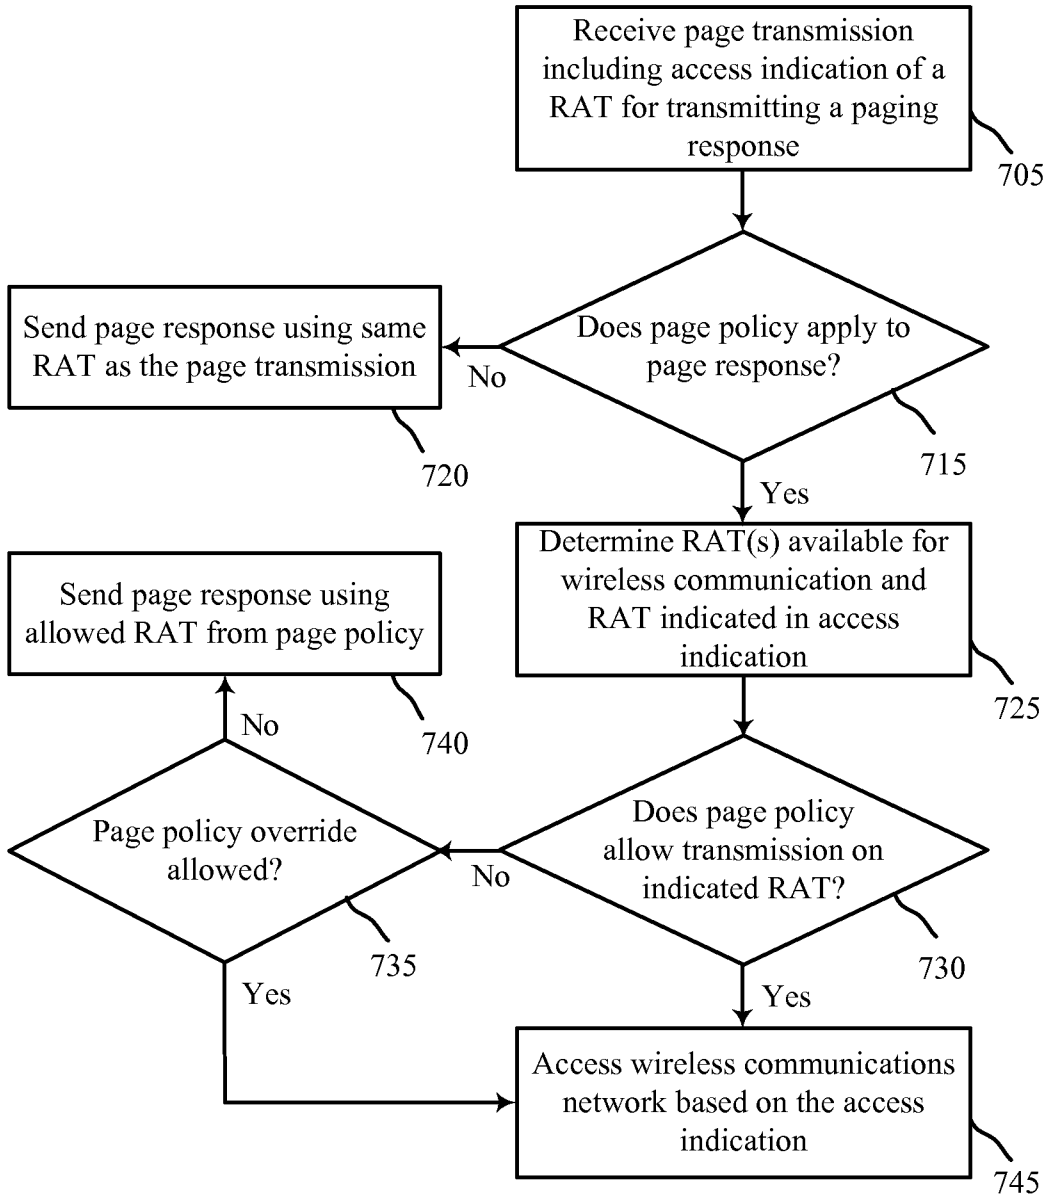 Receive page transmission
including access indication of a
RAT for transmitting a paging
response
705
Does page policy apply to
page response?
715
No
Send page response using same
RAT as the page transmission
720
Yes
Determine RAT(s) available for
wireless communication and
RAT indicated in access
indication
725
Does page policy
allow transmission on
indicated RAT?
730
No
Page policy override
allowed?
735
No
Send page response using
allowed RAT from page policy
740
Yes
Yes
Access wireless communications
network based on the access
indication
745